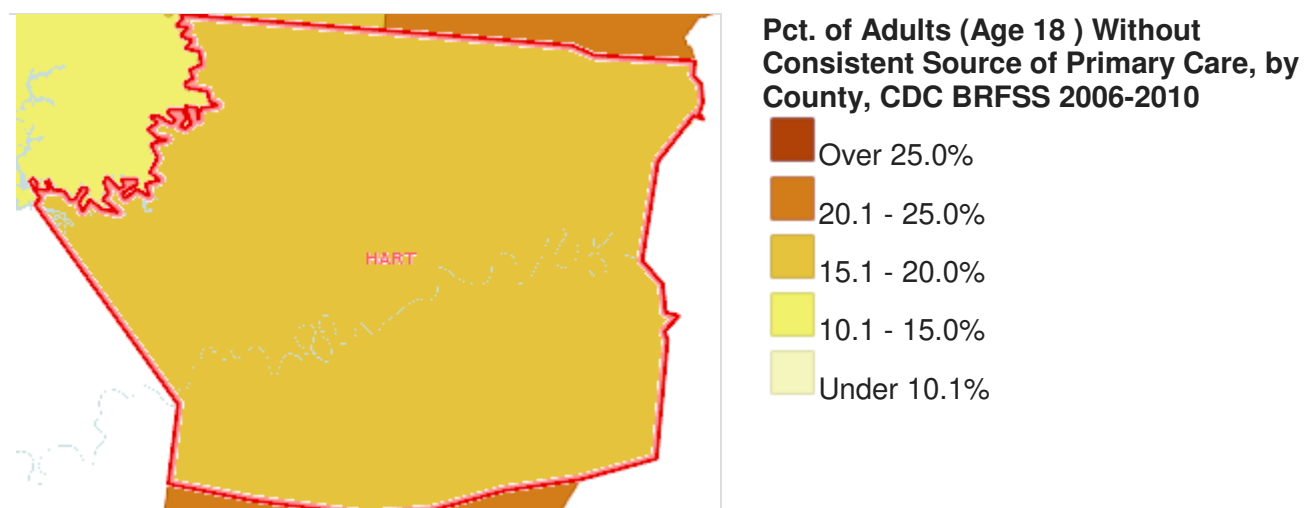 HART
Pct. of Adults (Age 18 ) Without
Consistent Source of Primary Care, by
County, CDC BRFSS 2006-2010
Over 25.0%
20.1 - 25.0%
15.1 - 20.0%
10.1 - 15.0%
Under 10.1%